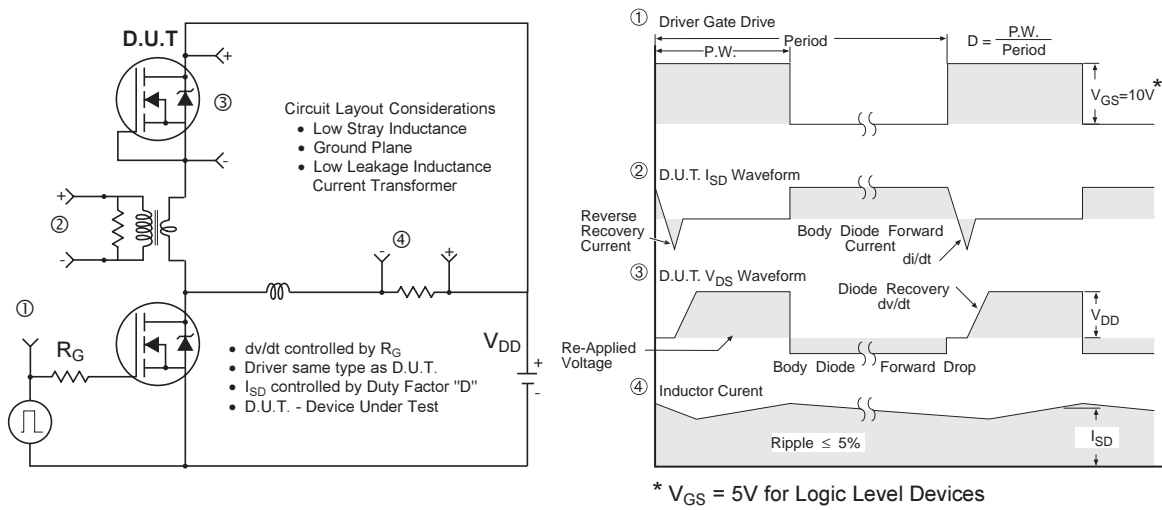 D.U.T
+
③
-
Circuit Layout Considerations
• Low Stray Inductance
• Ground Plane
• Low Leakage Inductance
Current Transformer
+
②
-
④
- +
①
R_G
• dv/dt controlled by R_G
• Driver same type as D.U.T.
• I_SD controlled by Duty Factor "D"
• D.U.T. - Device Under Test
V_DD
+
-
① Driver Gate Drive
P.W.
Period
D = P.W.
Period
V_GS=10V*
② D.U.T. I_SD Waveform
Reverse
Recovery
Current
Body Diode Forward
Current
di/dt
③ D.U.T. V_DS Waveform
Diode Recovery
dv/dt
V_DD
Re-Applied
Voltage
Body Diode Forward Drop
④ Inductor Curent
Ripple ≤ 5%
I_SD
* V_GS = 5V for Logic Level Devices